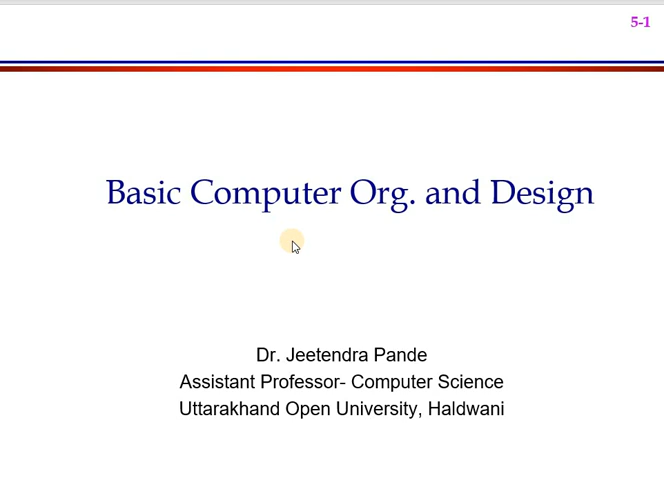 5-1
Basic Computer Org. and Design
Dr. Jeetendra Pande
Assistant Professor- Computer Science
Uttarakhand Open University, Haldwani